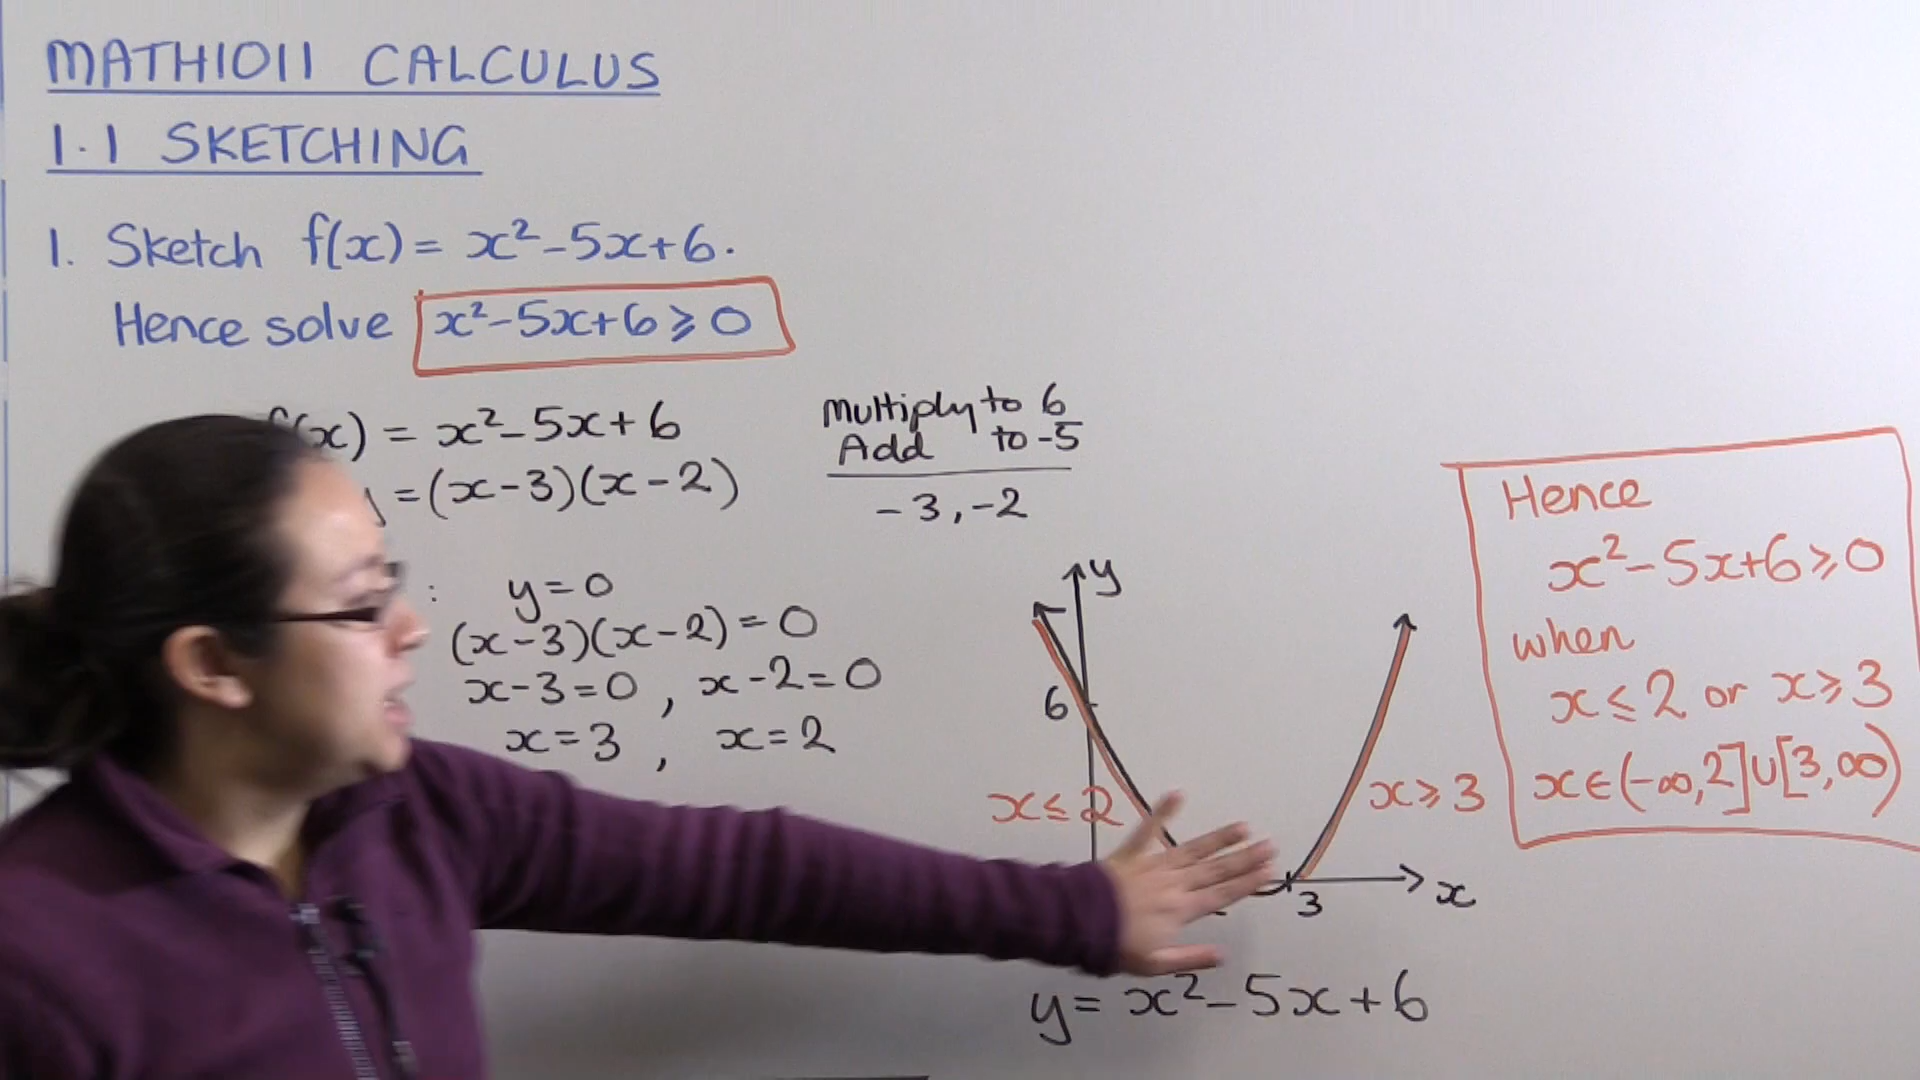 MATH1011 CALCULUS
1.1 SKETCHING
1. Sketch f(x) = x²-5x+6.
Hence solve x²-5x+6 ⩾ 0
f(x) = x²-5x+6
y = (x-3)(x-2)
Multiply to 6
Add to -5
-3, -2
: y=0
(x-3)(x-2)=0
x-3=0 , x-2=0
x=3 , x=2
y
6
x≤2
x⩾3
3
x
y= x²-5x+6
Hence
x²-5x+6⩾0
when
x≤2 or x⩾3
x∈(-∞,2]∪[3,∞)